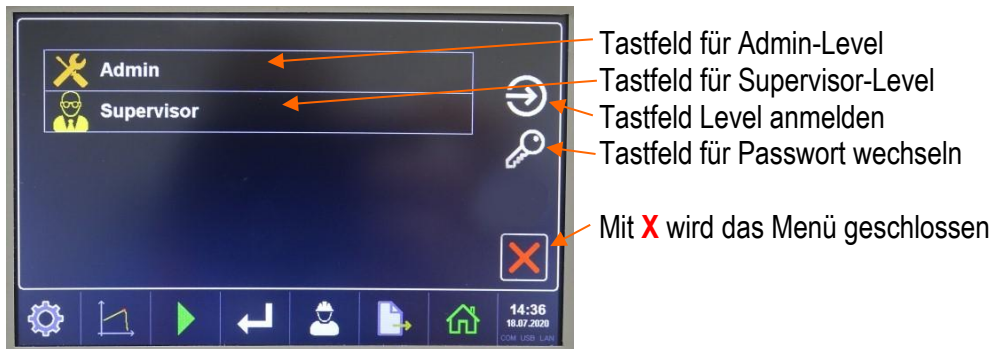 Admin
Supervisor
Tastfeld für Admin-Level
Tastfeld für Supervisor-Level
Tastfeld Level anmelden
Tastfeld für Passwort wechseln
Mit X wird das Menü geschlossen
14:36
18.07.2020
COM USB LAN